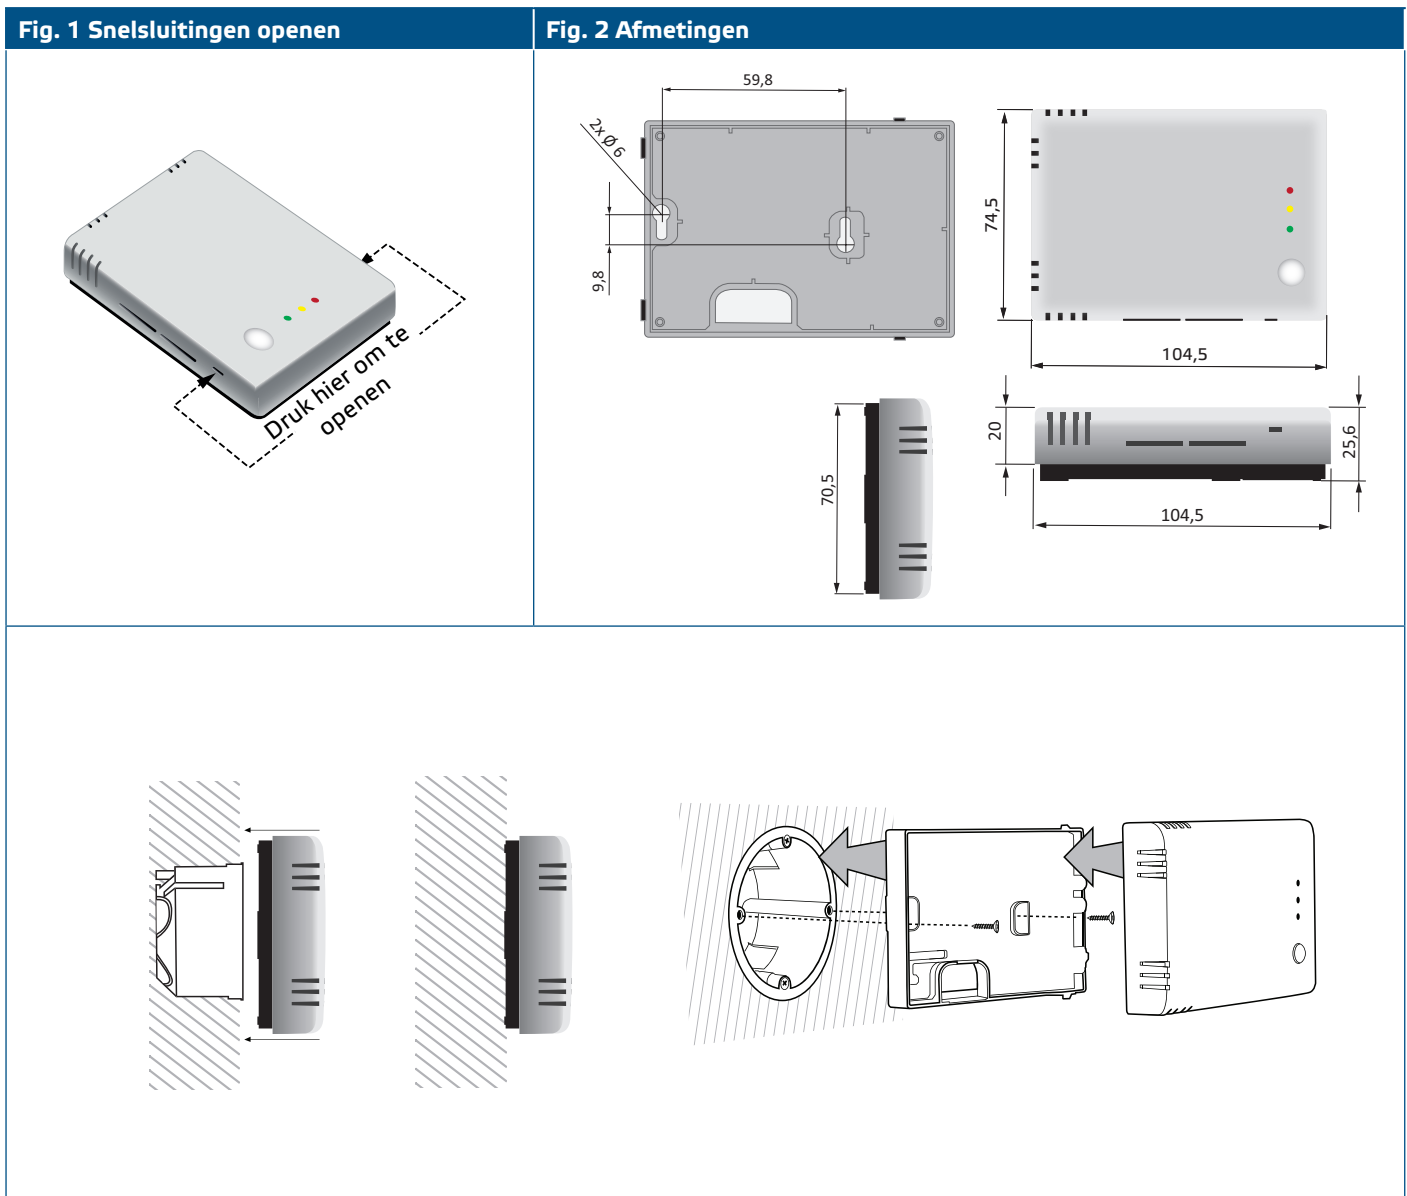 Fig. 1 Snelsluitingen openen
Fig. 2 Afmetingen
Druk hier om te
openen
59,8
2x Ø 6
9,8
74,5
104,5
70,5
20
25,6
104,5